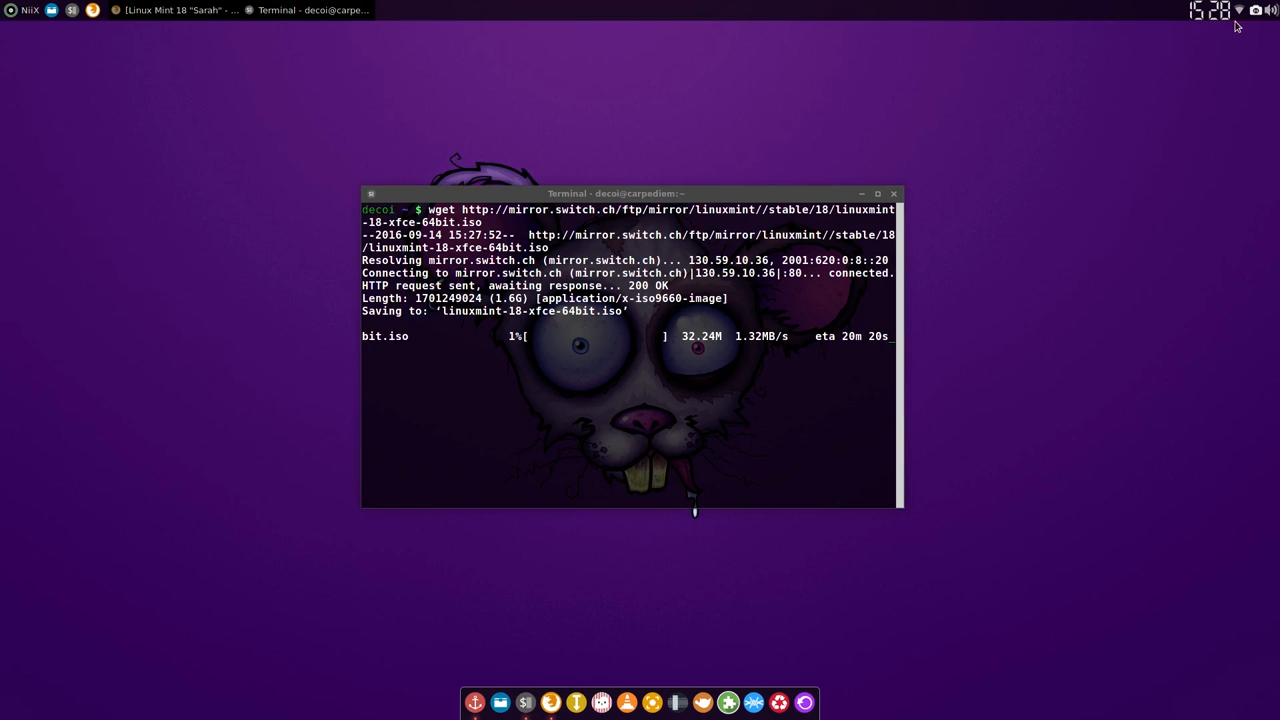 NiiX
[Linux Mint 18 "Sarah" - ...
Terminal - decoi@carpe...
15 28
Terminal - decoi@carpediem:~
decoi ~ $ wget http://mirror.switch.ch/ftp/mirror/linuxmint//stable/18/linuxmint
-18-xfce-64bit.iso
--2016-09-14 15:27:52--  http://mirror.switch.ch/ftp/mirror/linuxmint//stable/18
/linuxmint-18-xfce-64bit.iso
Resolving mirror.switch.ch (mirror.switch.ch)... 130.59.10.36, 2001:620:0:8::20
Connecting to mirror.switch.ch (mirror.switch.ch)|130.59.10.36|:80... connected.
HTTP request sent, awaiting response... 200 OK
Length: 1701249024 (1.6G) [application/x-iso9660-image]
Saving to: ‘linuxmint-18-xfce-64bit.iso’
bit.iso 1%[ ] 32.24M 1.32MB/s eta 20m 20s_